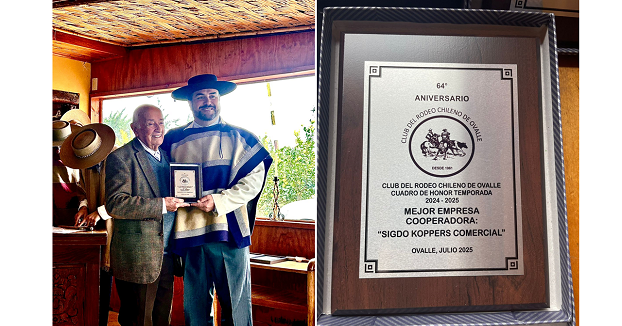 64°
ANIVERSARIO
CLUB DEL RODEO CHILENO DE OVALLE
DESDE 1961
CLUB DEL RODEO CHILENO DE OVALLE
CUADRO DE HONOR TEMPORADA
2024 - 2025
MEJOR EMPRESA
COOPERADORA:
"SIGDO KOPPERS COMERCIAL"
OVALLE, JULIO 2025